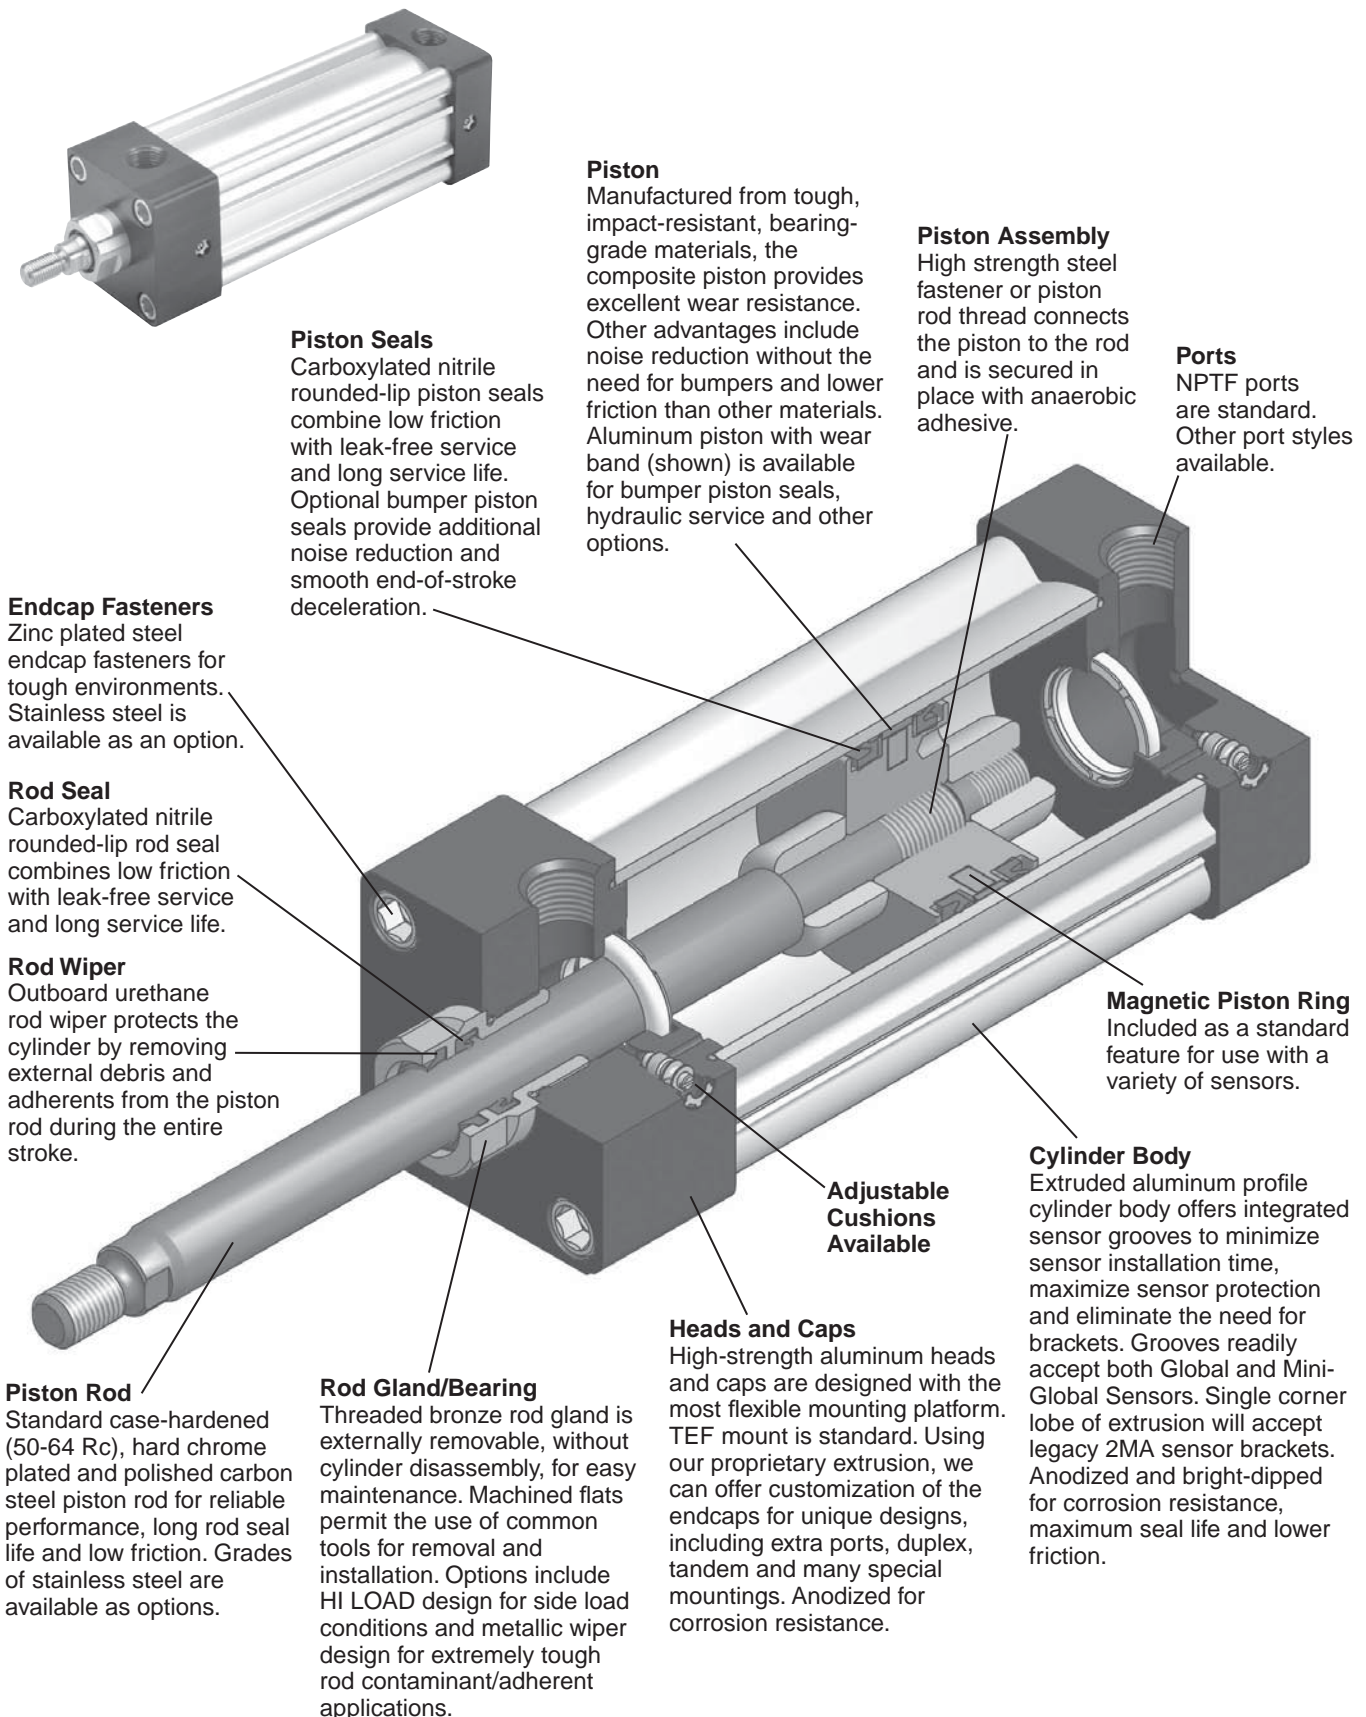 Piston
Manufactured from tough,
impact-resistant, bearing-
grade materials, the
composite piston provides
excellent wear resistance.
Other advantages include
noise reduction without the
need for bumpers and lower
friction than other materials.
Aluminum piston with wear
band (shown) is available
for bumper piston seals,
hydraulic service and other
options.
Piston Assembly
High strength steel
fastener or piston
rod thread connects
the piston to the rod
and is secured in
place with anaerobic
adhesive.
Ports
NPTF ports
are standard.
Other port styles
available.
Piston Seals
Carboxylated nitrile
rounded-lip piston seals
combine low friction
with leak-free service
and long service life.
Optional bumper piston
seals provide additional
noise reduction and
smooth end-of-stroke
deceleration.
Endcap Fasteners
Zinc plated steel
endcap fasteners for
tough environments.
Stainless steel is
available as an option.
Rod Seal
Carboxylated nitrile
rounded-lip rod seal
combines low friction
with leak-free service
and long service life.
Rod Wiper
Outboard urethane
rod wiper protects the
cylinder by removing
external debris and
adherents from the piston
rod during the entire
stroke.
Magnetic Piston Ring
Included as a standard
feature for use with a
variety of sensors.
Adjustable
Cushions
Available
Cylinder Body
Extruded aluminum profile
cylinder body offers integrated
sensor grooves to minimize
sensor installation time,
maximize sensor protection
and eliminate the need for
brackets. Grooves readily
accept both Global and Mini-
Global Sensors. Single corner
lobe of extrusion will accept
legacy 2MA sensor brackets.
Anodized and bright-dipped
for corrosion resistance,
maximum seal life and lower
friction.
Piston Rod
Standard case-hardened
(50-64 Rc), hard chrome
plated and polished carbon
steel piston rod for reliable
performance, long rod seal
life and low friction. Grades
of stainless steel are
available as options.
Rod Gland/Bearing
Threaded bronze rod gland is
externally removable, without
cylinder disassembly, for easy
maintenance. Machined flats
permit the use of common
tools for removal and
installation. Options include
HI LOAD design for side load
conditions and metallic wiper
design for extremely tough
rod contaminant/adherent
applications.
Heads and Caps
High-strength aluminum heads
and caps are designed with the
most flexible mounting platform.
TEF mount is standard. Using
our proprietary extrusion, we
can offer customization of the
endcaps for unique designs,
including extra ports, duplex,
tandem and many special
mountings. Anodized for
corrosion resistance.